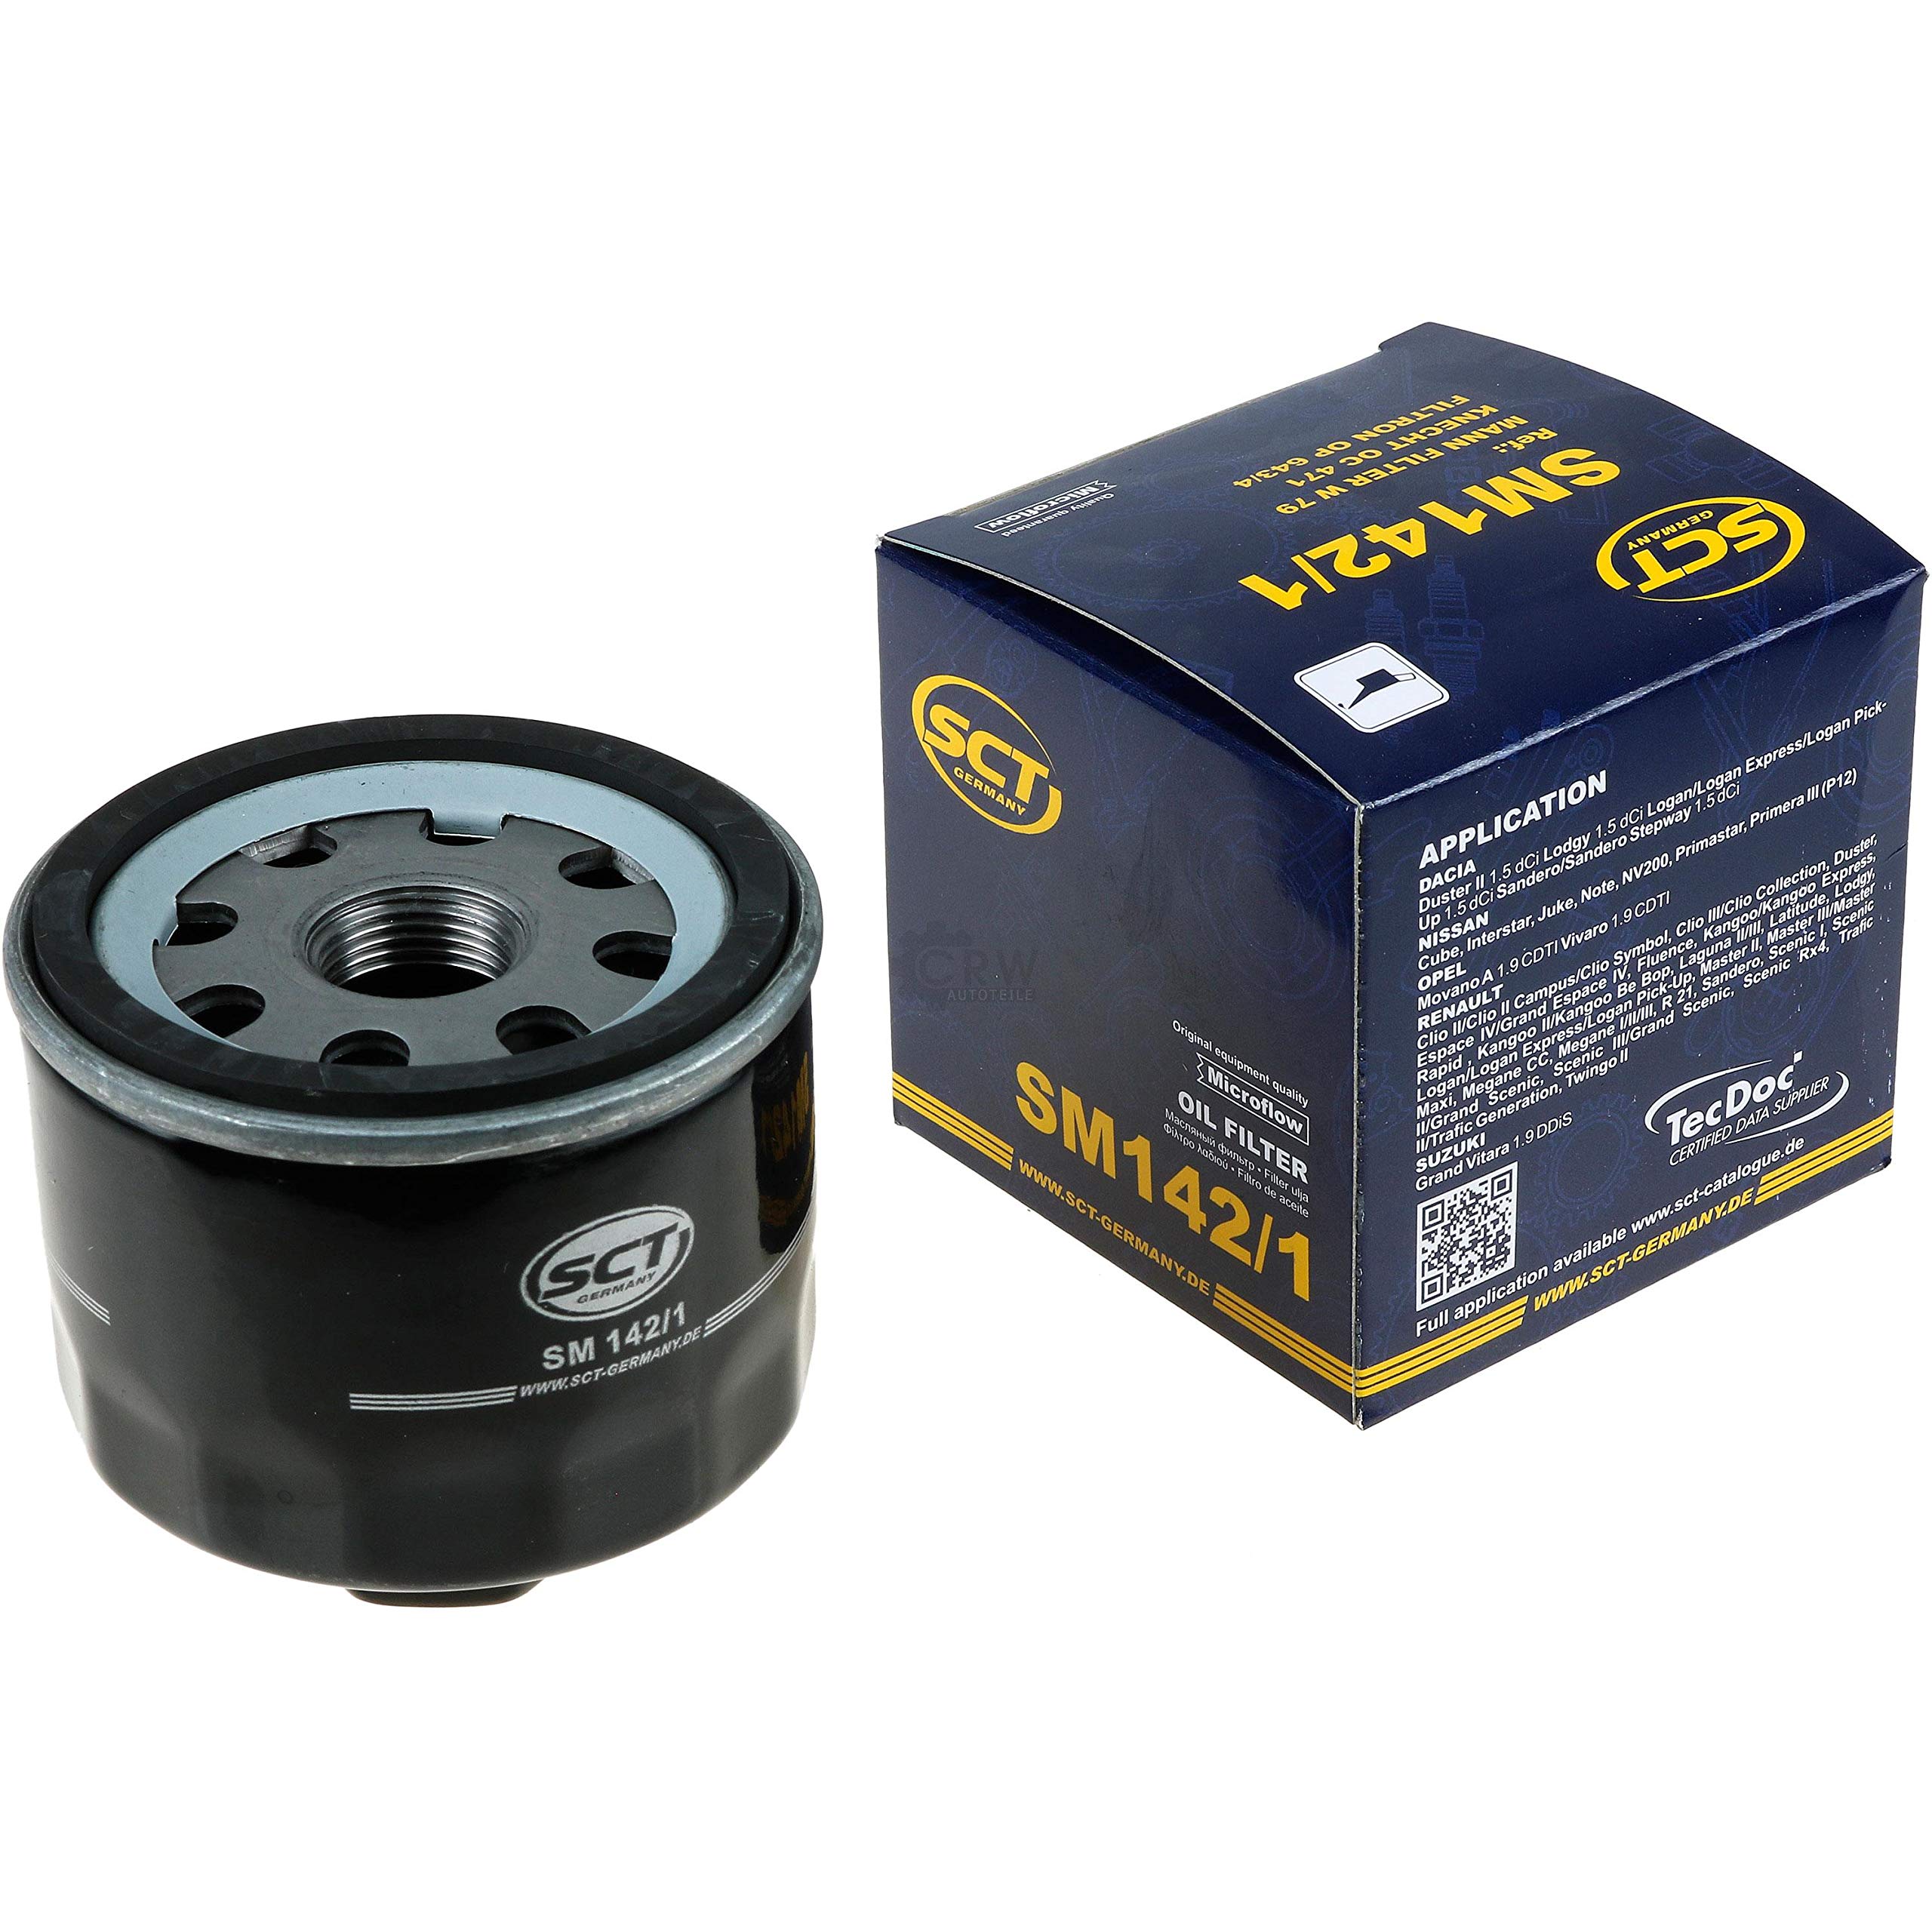 SCT
GERMANY
SM142/1
Ref.:
MANN FILTER W 79
KNECHT OC 471
FILTRON OP 643/4
Quality guaranteed
Microflow
SCT
GERMANY
Original equipment quality
Microflow
OIL FILTER
Масляный фильтр • Filter ulja
Φίλτρο λαδιού • Filtro de aceite
SM142/1
WWW.SCT-GERMANY.DE
APPLICATION
DACIA
Duster II 1.5 dCi Lodgy 1.5 dCi Logan/Logan Express/Logan Pick-
Up 1.5 dCi Sandero/Sandero Stepway 1.5 dCi
NISSAN
Cube, Interstar, Juke, Note, NV200, Primastar, Primera III (P12)
OPEL
Movano A 1.9 CDTI Vivaro 1.9 CDTI
RENAULT
Clio II/Clio II Campus/Clio Symbol, Clio III/Clio Collection, Duster,
Espace IV/Grand Espace IV, Fluence, Kangoo/Kangoo Express,
Rapid , Kangoo II/Kangoo Be Bop, Laguna II/III, Latitude, Lodgy,
Logan/Logan Express/Logan Pick-Up, Master II, Master III/Master
Maxi, Megane CC, Megane I/II/III, R 21, Sandero, Scenic I, Scenic
II/Grand Scenic, Scenic III/Grand Scenic, Scenic Rx4, Trafic
II/Trafic Generation, Twingo II
SUZUKI
Grand Vitara 1.9 DDiS
TecDoc
CERTIFIED DATA SUPPLIER
Full application available www.sct-catalogue.de
WWW.SCT-GERMANY.DE
SCT
GERMANY
SM 142/1
WWW.SCT-GERMANY.DE
CRW
AUTOTEILE